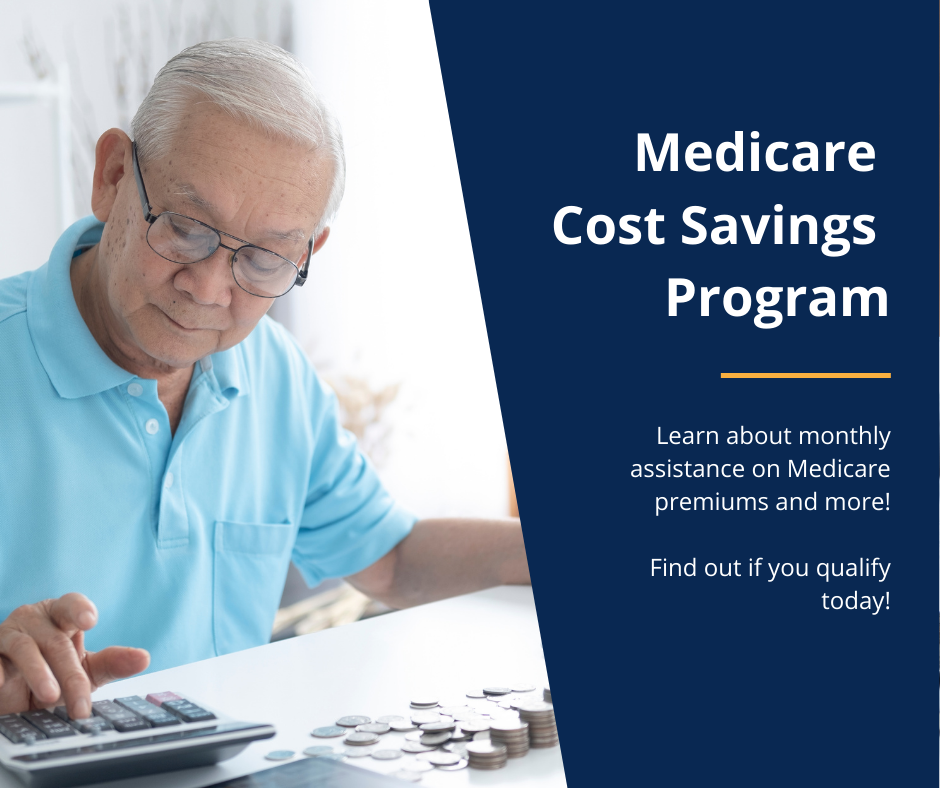 Medicare
Cost Savings
Program
Learn about monthly
assistance on Medicare
premiums and more!
Find out if you qualify
today!